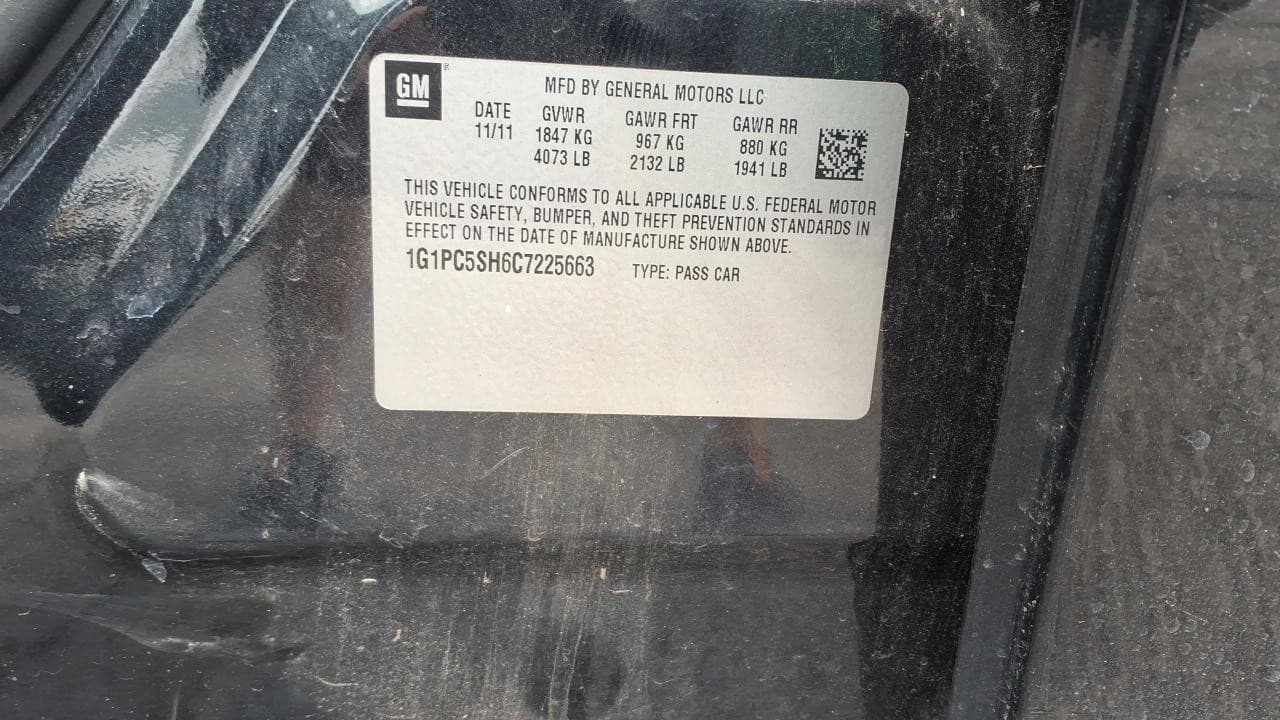 GM
MFD BY GENERAL MOTORS LLC
DATE GVWR GAWR FRT GAWR RR
11/11 1847 KG 967 KG 880 KG
4073 LB 2132 LB 1941 LB
THIS VEHICLE CONFORMS TO ALL APPLICABLE U.S. FEDERAL MOTOR
VEHICLE SAFETY, BUMPER, AND THEFT PREVENTION STANDARDS IN
EFFECT ON THE DATE OF MANUFACTURE SHOWN ABOVE.
1G1PC5SH6C7225663 TYPE: PASS CAR